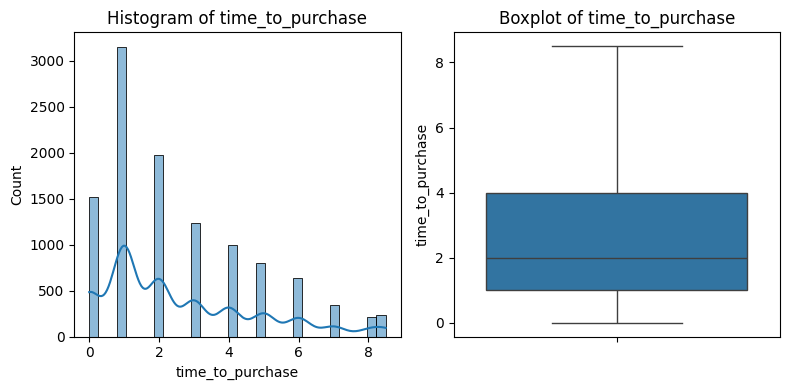 Histogram of time_to_purchase
3000
2500
2000
1500
1000
500
0
Count
0 2 4 6 8
time_to_purchase
Boxplot of time_to_purchase
8
6
4
2
0
time_to_purchase